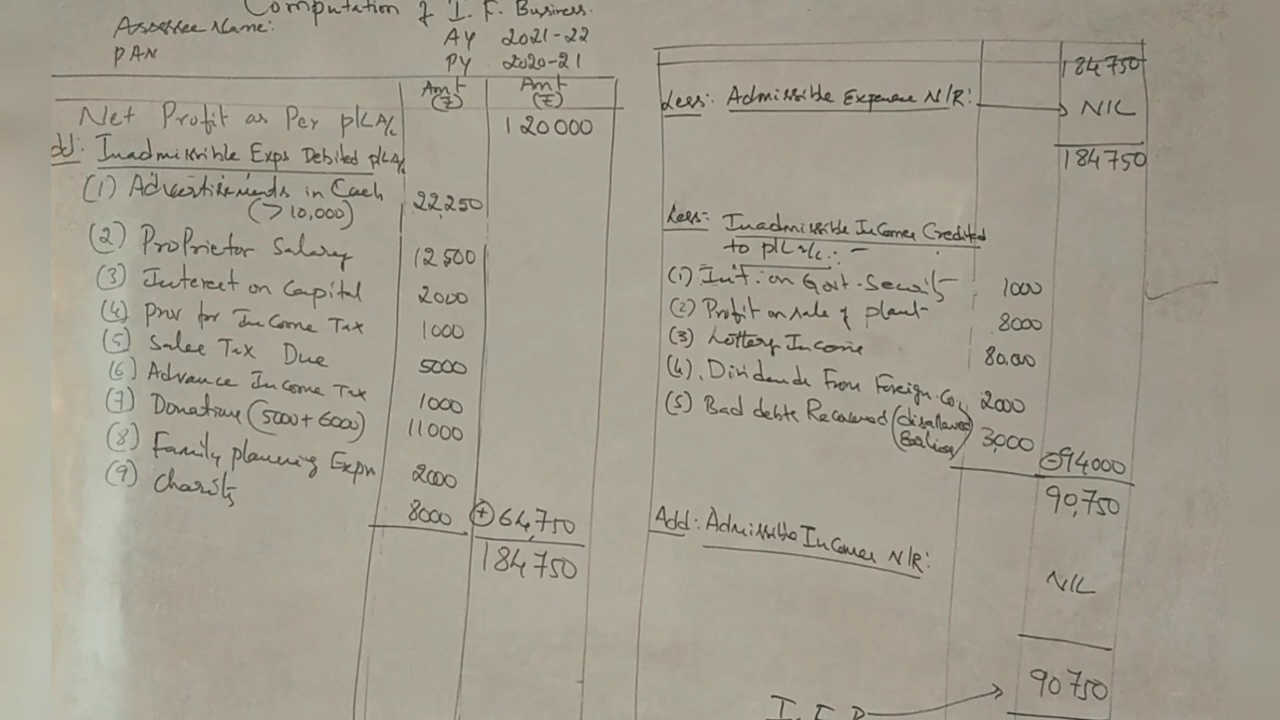 Computation of I. F. Business.
Assessee Name:
AY 2021-22
PAN
PY 2020-21
Amt (₹)
Amt (₹)
Net Profit as Per P/L A/c
120000
Add: Inadmissible Exps Debited P/L A/c
(1) Advertisements in Cash 22,250
(>10,000)
(2) Proprietor Salary 12500
(3) Interest on Capital 2000
(4) Prov for Income Tax 1000
(5) Sales Tax Due 5000
(6) Advance Income Tax 1000
(7) Donations (5000+6000) 11000
(8) Family planning Expn 2000
(9) Charity 8000 (+) 64,750
184750
184750
Less: Admissible Expenses N/R: → NIL
184750
Less: Inadmissible Incomes Credited
to P/L a/c: -
(1) Int. on Govt. Security 1000
(2) Profit on sale of plant 8000
(3) Lottery Income 80,000
(4). Dividends From Foreign Co, 2000
(5) Bad debts Recovered (disallowed Earlier) 3,000 (-) 94000
90,750
Add: Admissible Incomes N/R:
NIL
90750
I. F. B →